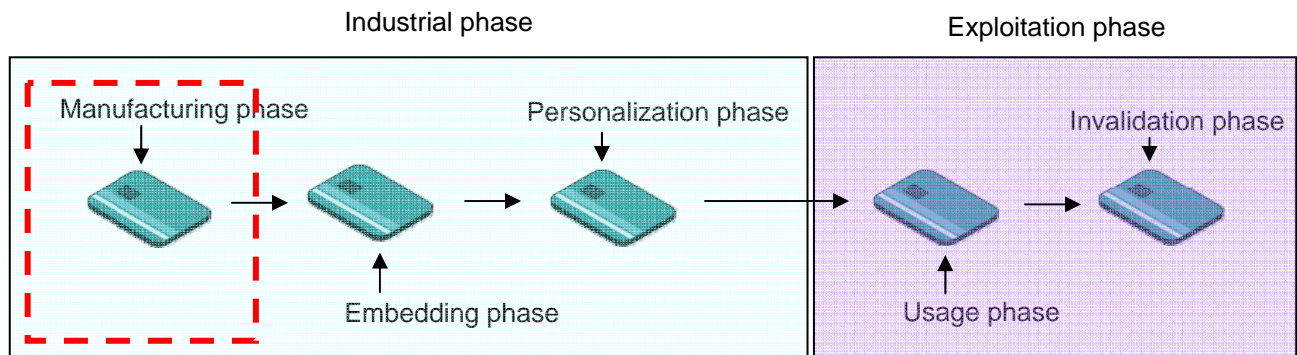 Industrial phase
Exploitation phase
Manufacturing phase
Personalization phase
Invalidation phase
Embedding phase
Usage phase